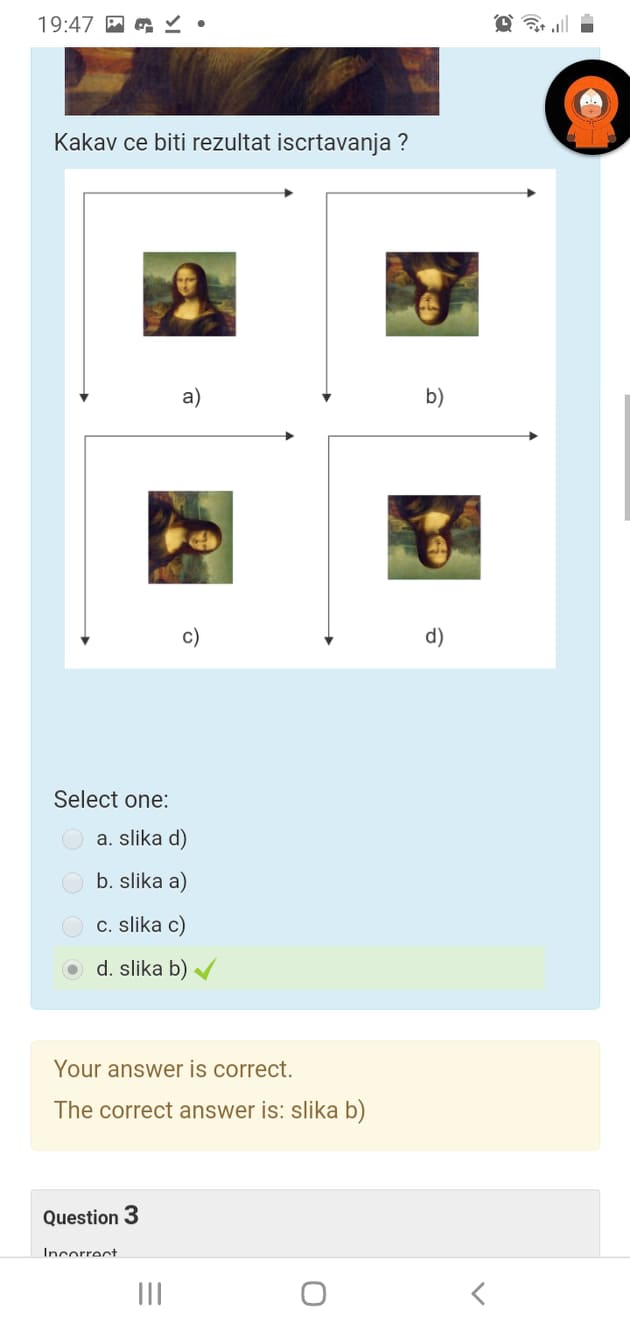 19:47
Kakav ce biti rezultat iscrtavanja ?
a)
b)
c)
d)
Select one:
a. slika d)
b. slika a)
c. slika c)
d. slika b)
Your answer is correct.
The correct answer is: slika b)
Question 3
Incorrect